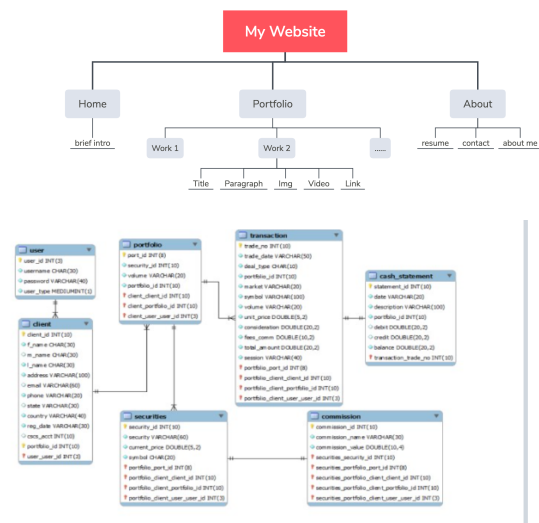 My Website
Home
Portfolio
About
brief intro
Work 1
Work 2
......
resume
contact
about me
Title
Paragraph
Img
Video
Link
user
user_id INT(3)
username CHAR(30)
password VARCHAR(40)
user_type MEDIUMINT(1)
portfolio
port_id INT(8)
security_id INT(10)
volume VARCHAR(20)
portfolio_id INT(10)
client_client_id INT(10)
client_portfolio_id INT(10)
client_user_user_id INT(3)
transaction
trade_no INT(10)
trade_date VARCHAR(50)
deal_type CHAR(10)
portfolio_id INT(10)
market VARCHAR(20)
symbol VARCHAR(100)
volume VARCHAR(20)
unit_price DOUBLE(5,2)
consideration DOUBLE(20,2)
fees_comm DOUBLE(10,2)
total_amount DOUBLE(20,2)
session VARCHAR(40)
portfolio_port_id INT(8)
portfolio_client_client_id INT(10)
portfolio_client_portfolio_id INT(10)
portfolio_client_user_user_id INT(3)
cash_statement
statement_id INT(10)
date VARCHAR(20)
description VARCHAR(100)
portfolio_id INT(10)
debit DOUBLE(20,2)
credit DOUBLE(20,2)
balance DOUBLE(20,2)
transaction_trade_no INT(10)
client
client_id INT(10)
f_name CHAR(30)
m_name CHAR(30)
l_name CHAR(30)
address VARCHAR(100)
email VARCHAR(60)
phone VARCHAR(20)
state VARCHAR(30)
country VARCHAR(40)
reg_date VARCHAR(30)
cscs_acct INT(10)
portfolio_id INT(10)
user_user_id INT(3)
securities
security_id INT(10)
security VARCHAR(60)
current_price DOUBLE(5,2)
symbol CHAR(20)
portfolio_port_id INT(8)
portfolio_client_client_id INT(10)
portfolio_client_portfolio_id INT(10)
portfolio_client_user_user_id INT(3)
commission
commission_id INT(10)
commission_name VARCHAR(30)
commission_value DOUBLE(10,4)
securities_security_id INT(10)
securities_portfolio_port_id INT(8)
securities_portfolio_client_client_id INT(10)
securities_portfolio_client_portfolio_id INT(10)
securities_portfolio_client_user_user_id INT(3)